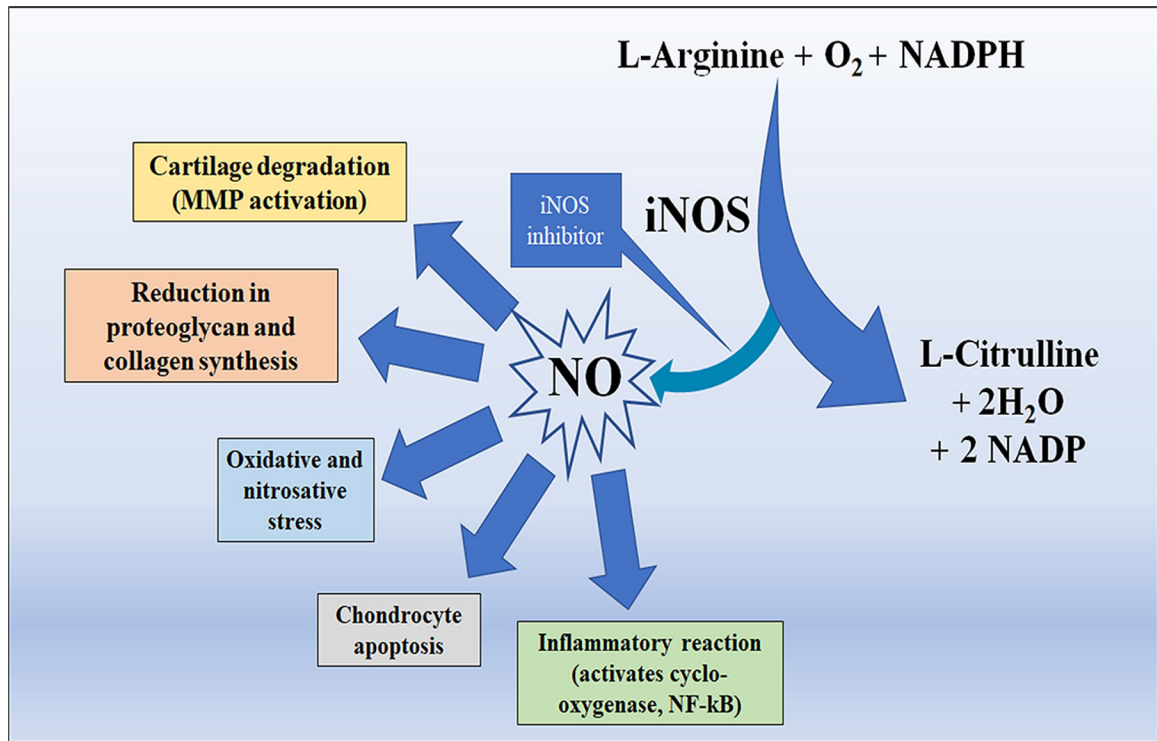 L-Arginine + O₂ + NADPH
Cartilage degradation
(MMP activation)
iNOS
inhibitor
iNOS
Reduction in
proteoglycan and
collagen synthesis
NO
L-Citrulline
+ 2H₂O
+ 2 NADP
Oxidative and
nitrosative
stress
Chondrocyte
apoptosis
Inflammatory reaction
(activates cyclo-
oxygenase, NF-kB)